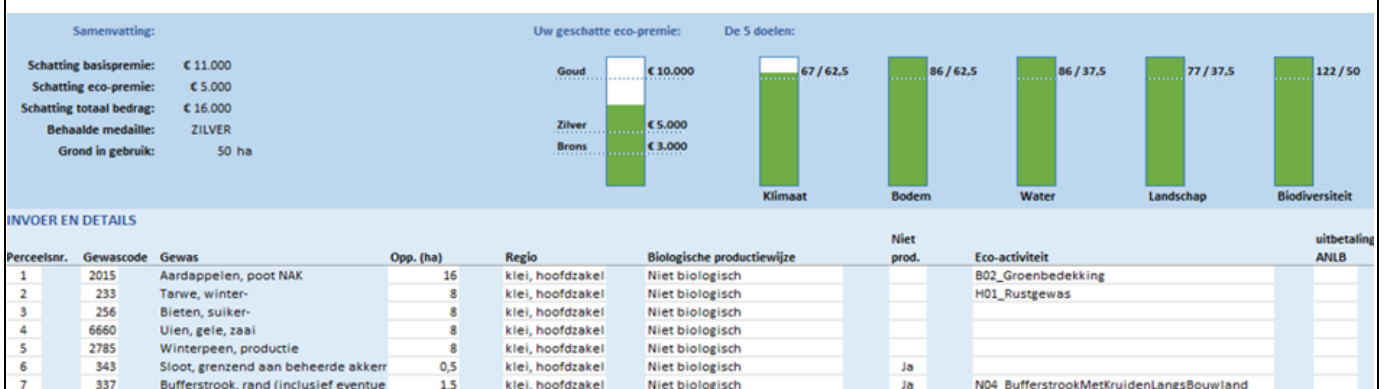 Samenvatting: Uw geschatte eco-premie: De 5 doelen:
Schatting basispremie: € 11.000
Schatting eco-premie: € 5.000
Schatting totaal bedrag: € 16.000
Behaalde medaille: ZILVER
Grond in gebruik: 50 ha
Goud € 10.000
Zilver € 5.000
Brons € 3.000
67 / 62,5 86 / 62,5 86 / 37,5 77 / 37,5 122 / 50
Klimaat Bodem Water Landschap Biodiversiteit
INVOER EN DETAILS
Perceelsnr. Gewascode Gewas Opp. (ha) Regio Biologische productiewijze Niet prod. Eco-activiteit uitbetaling ANLB
1 2015 Aardappelen, poot NAK 16 klei, hoofdzakel Niet biologisch B02_Groenbedekking
2 233 Tarwe, winter- 8 klei, hoofdzakel Niet biologisch H01_Rustgewas
3 256 Bieten, suiker- 8 klei, hoofdzakel Niet biologisch
4 6660 Uien, gele, zaai 8 klei, hoofdzakel Niet biologisch
5 2785 Winterpeen, productie 8 klei, hoofdzakel Niet biologisch
6 343 Sloot, grenzend aan beheerde akkerr 0,5 klei, hoofdzakel Niet biologisch Ja
7 337 Bufferstrook, rand (inclusief eventue 1,5 klei, hoofdzakel Niet biologisch Ja N04_BufferstrookMetKruidenLangsBouwland